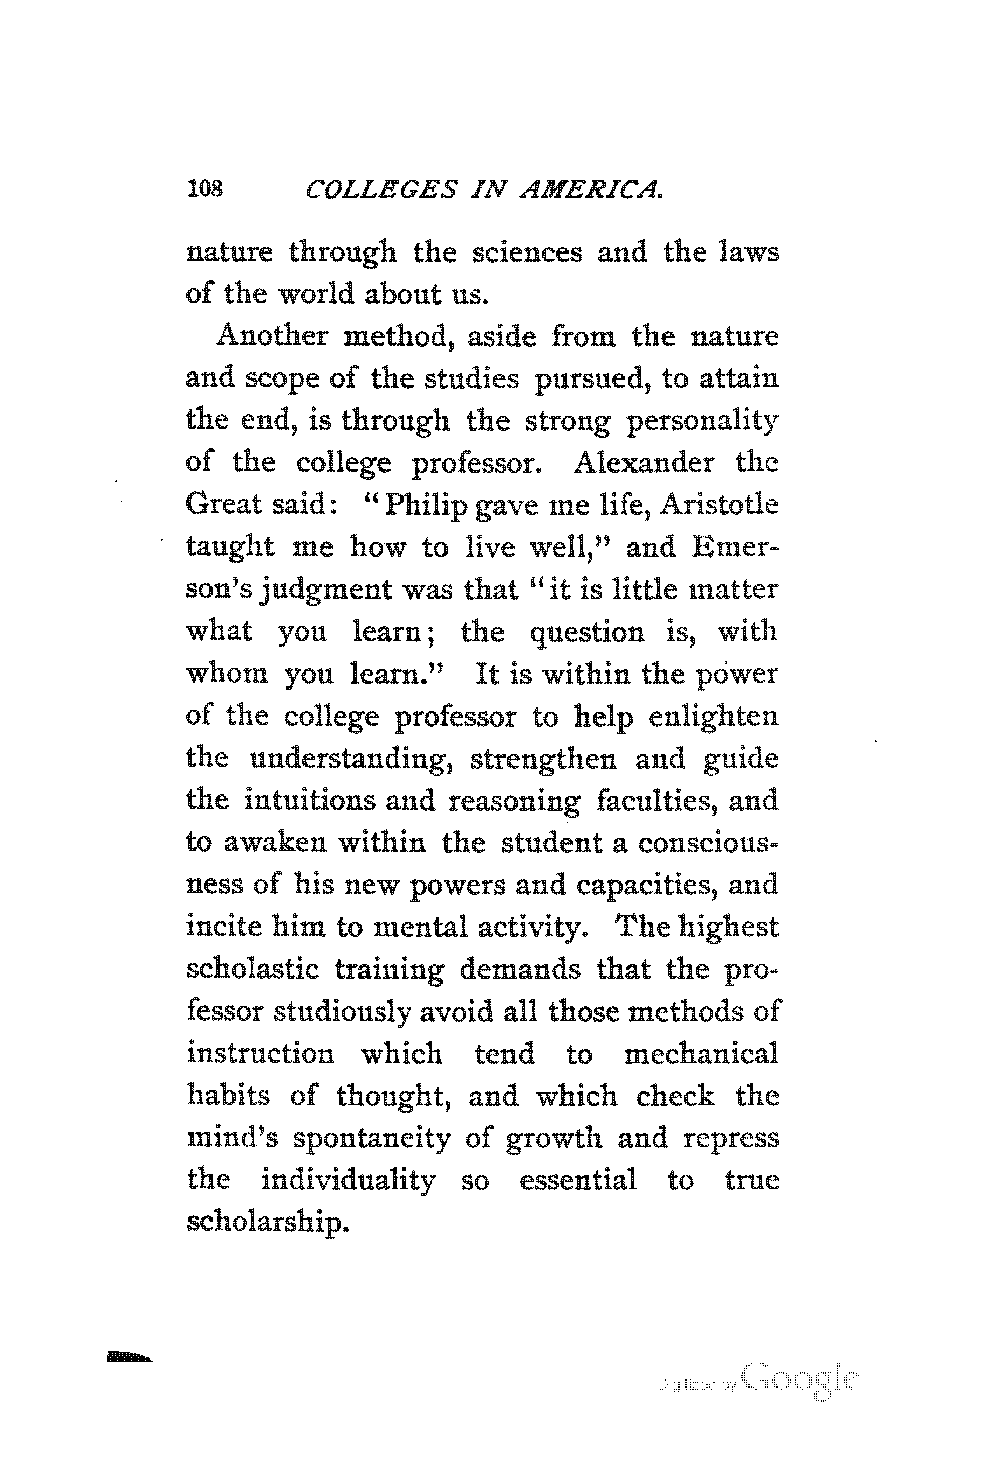 108 COLLEGES IN AMERICA.
nature through the sciences and the laws
of the world about us.
Another method, aside from the nature
and scope of the studies pursued, to attain
the end, is through the strong personality
of the college professor. Alexander the
Great said: “Philip gave me life, Aristotle
taught me how to live well,” and Emer-
son’s judgment was that “it is little matter
what you learn; the question is, with
whom you learn.” It is within the power
of the college professor to help enlighten
the understanding, strengthen and guide
the intuitions and reasoning faculties, and
to awaken within the student a conscious-
ness of his new powers and capacities, and
incite him to mental activity. The highest
scholastic training demands that the pro-
fessor studiously avoid all those methods of
instruction which tend to mechanical
habits of thought, and which check the
mind’s spontaneity of growth and repress
the individuality so essential to true
scholarship.
Digitized by Google